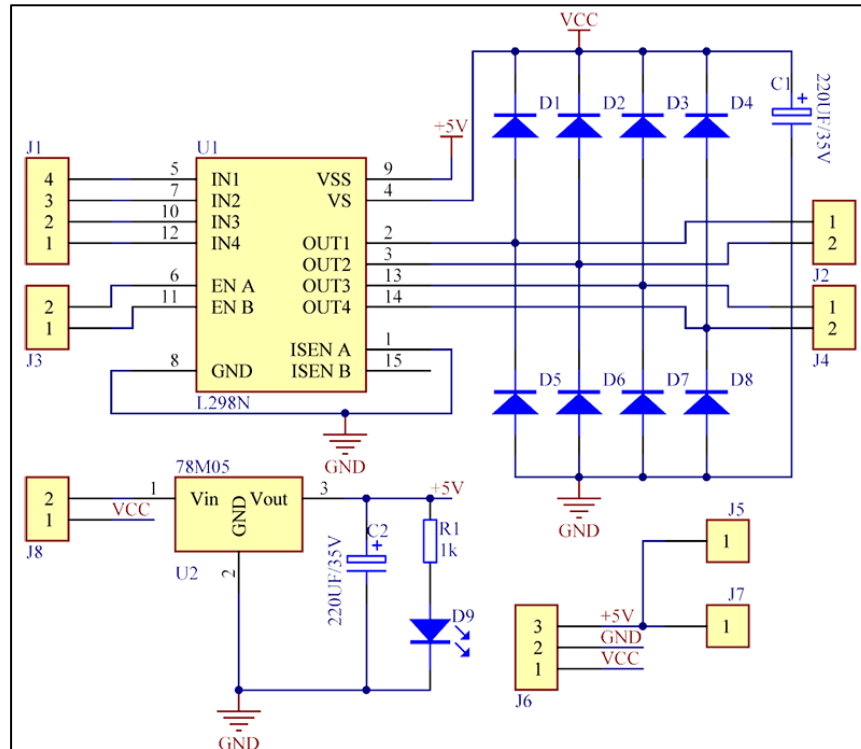 VCC
D1 D2 D3 D4
C1
220UF/35V
+5V
J1
4
3
2
1
U1
5 IN1 VSS 9
7 IN2 VS 4
10 IN3
12 IN4 OUT1 2
OUT2 3
6 EN A OUT3 13
11 EN B OUT4 14
ISEN A 1
8 GND ISEN B 15
L298N
GND
2
1
J3
1
2
J2
1
2
J4
D5 D6 D7 D8
GND
78M05
1 Vin GND Vout 3
2
U2
2
1
VCC
J8
+5V
C2
220UF/35V
R1
1k
D9
GND
J5
1
J7
1
3 +5V
2 GND
1 VCC
J6